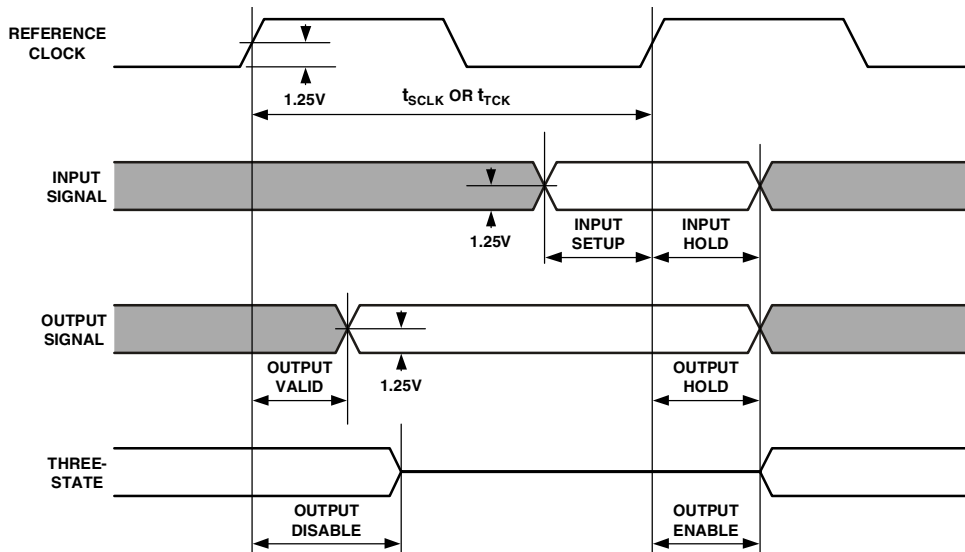 REFERENCE
CLOCK
1.25V
tSCLK OR tTCK
INPUT
SIGNAL
1.25V
INPUT
SETUP
INPUT
HOLD
OUTPUT
SIGNAL
OUTPUT
VALID
1.25V
OUTPUT
HOLD
THREE-
STATE
OUTPUT
DISABLE
OUTPUT
ENABLE